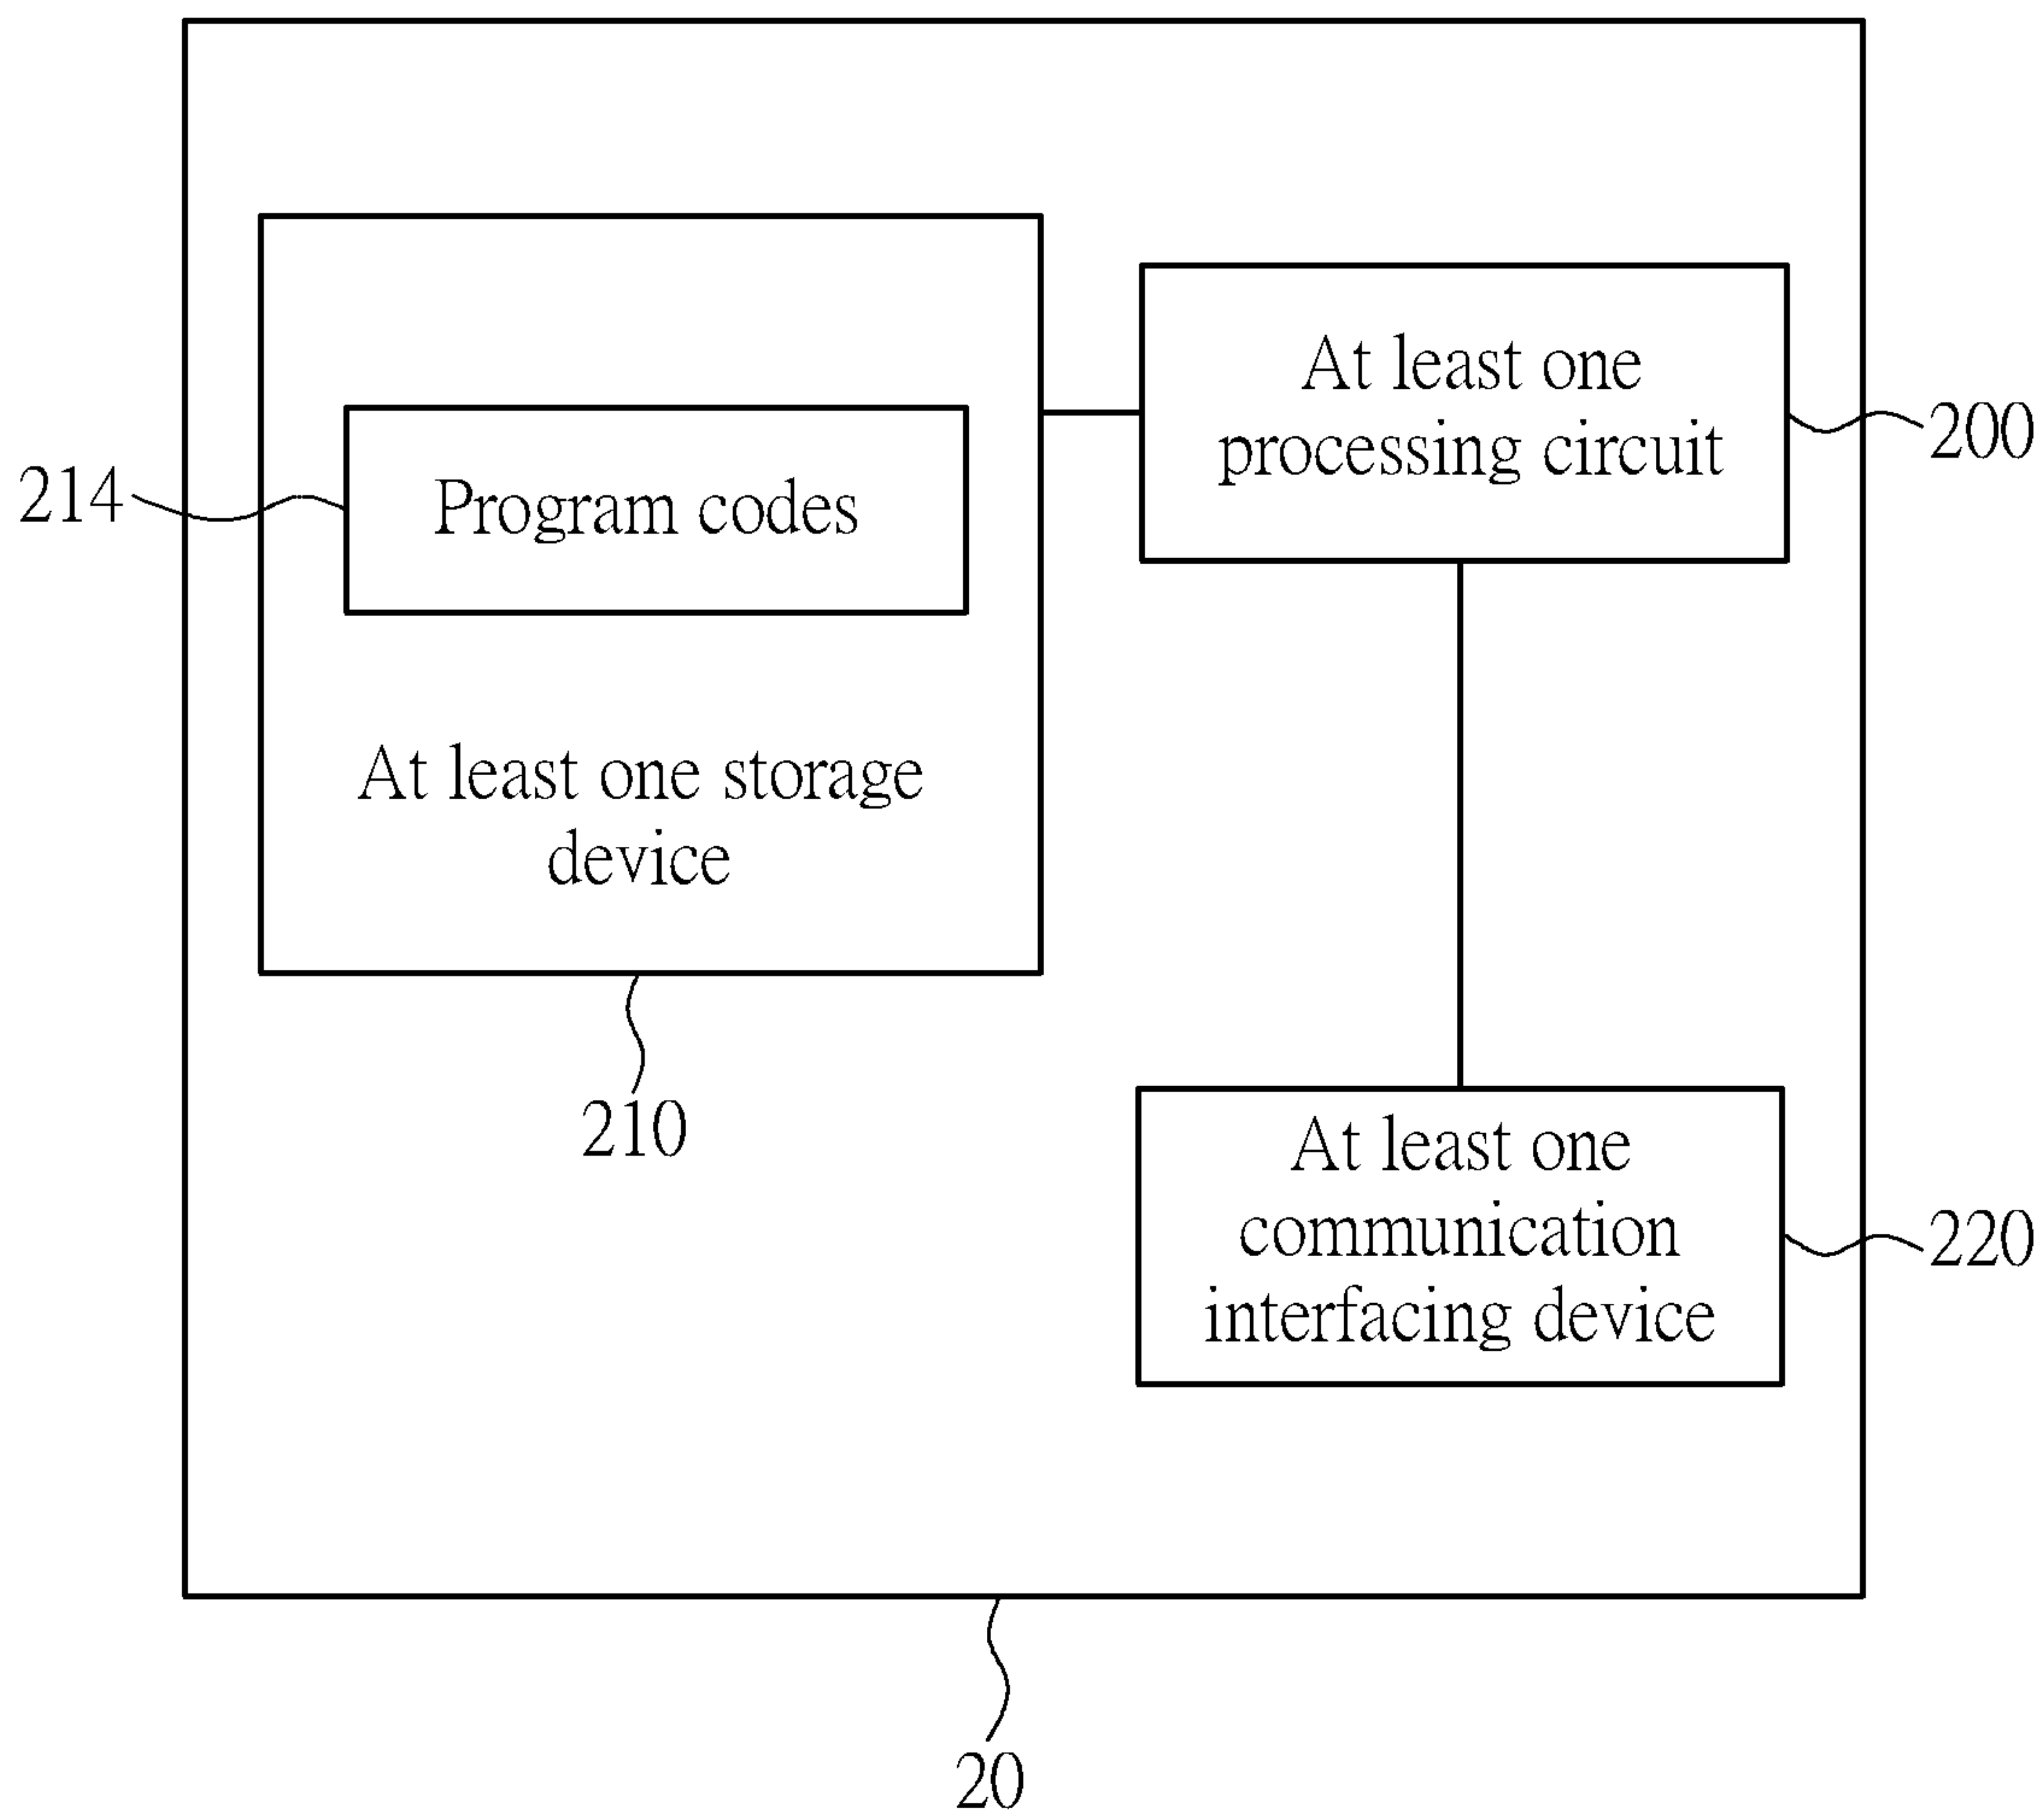 At least one
processing circuit
200
214
Program codes
At least one storage
device
210
At least one
communication
interfacing device
220
20